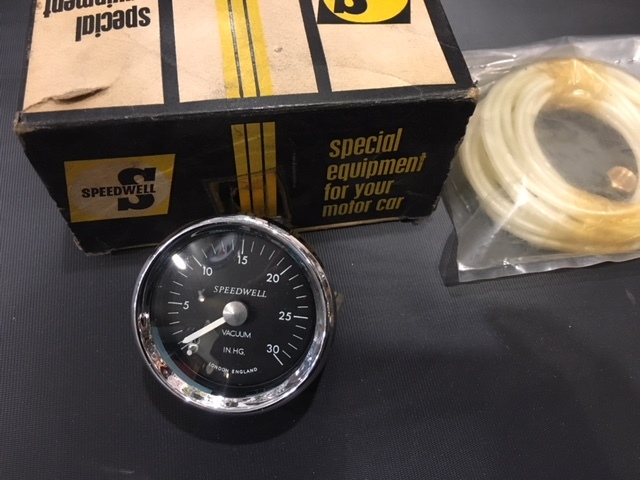 special
equipment
S
S
SPEEDWELL
special
equipment
for your
motor car
5
10
15
20
25
30
SPEEDWELL
VACUUM
IN. HG.
LONDON ENGLAND